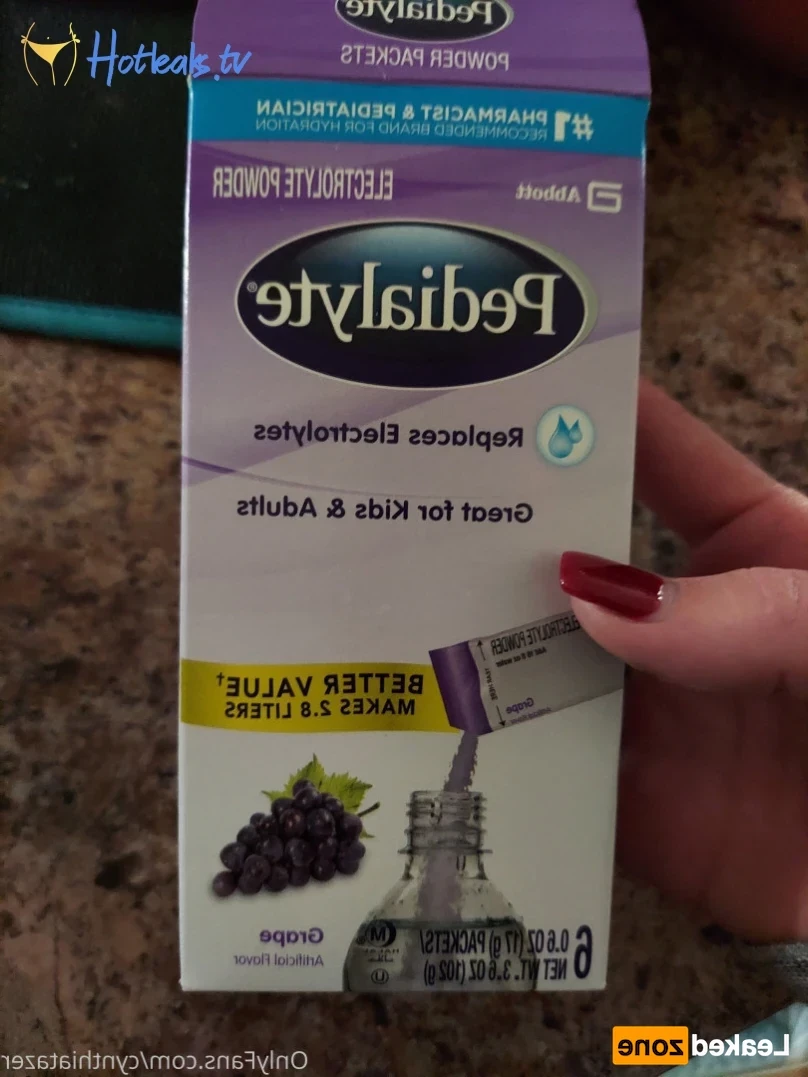 Hotleaks.tv
Pedialyte
POWDER PACKETS
#1 PHARMACIST & PEDIATRICIAN
RECOMMENDED BRAND FOR HYDRATION
Abbott
ELECTROLYTE POWDER
Pedialyte®
Replaces Electrolytes
Great for Kids & Adults
ELECTROLYTE POWDER
Grape
Artificial Flavor
BETTER VALUE†
MAKES 2.8 LITERS
Grape
Artificial Flavor
M
U
6 0.6 OZ (17 g) PACKETS/
NET WT. 3.6 OZ (102 g)
OnlyFans.com/cynthiatazer
Leakedzone